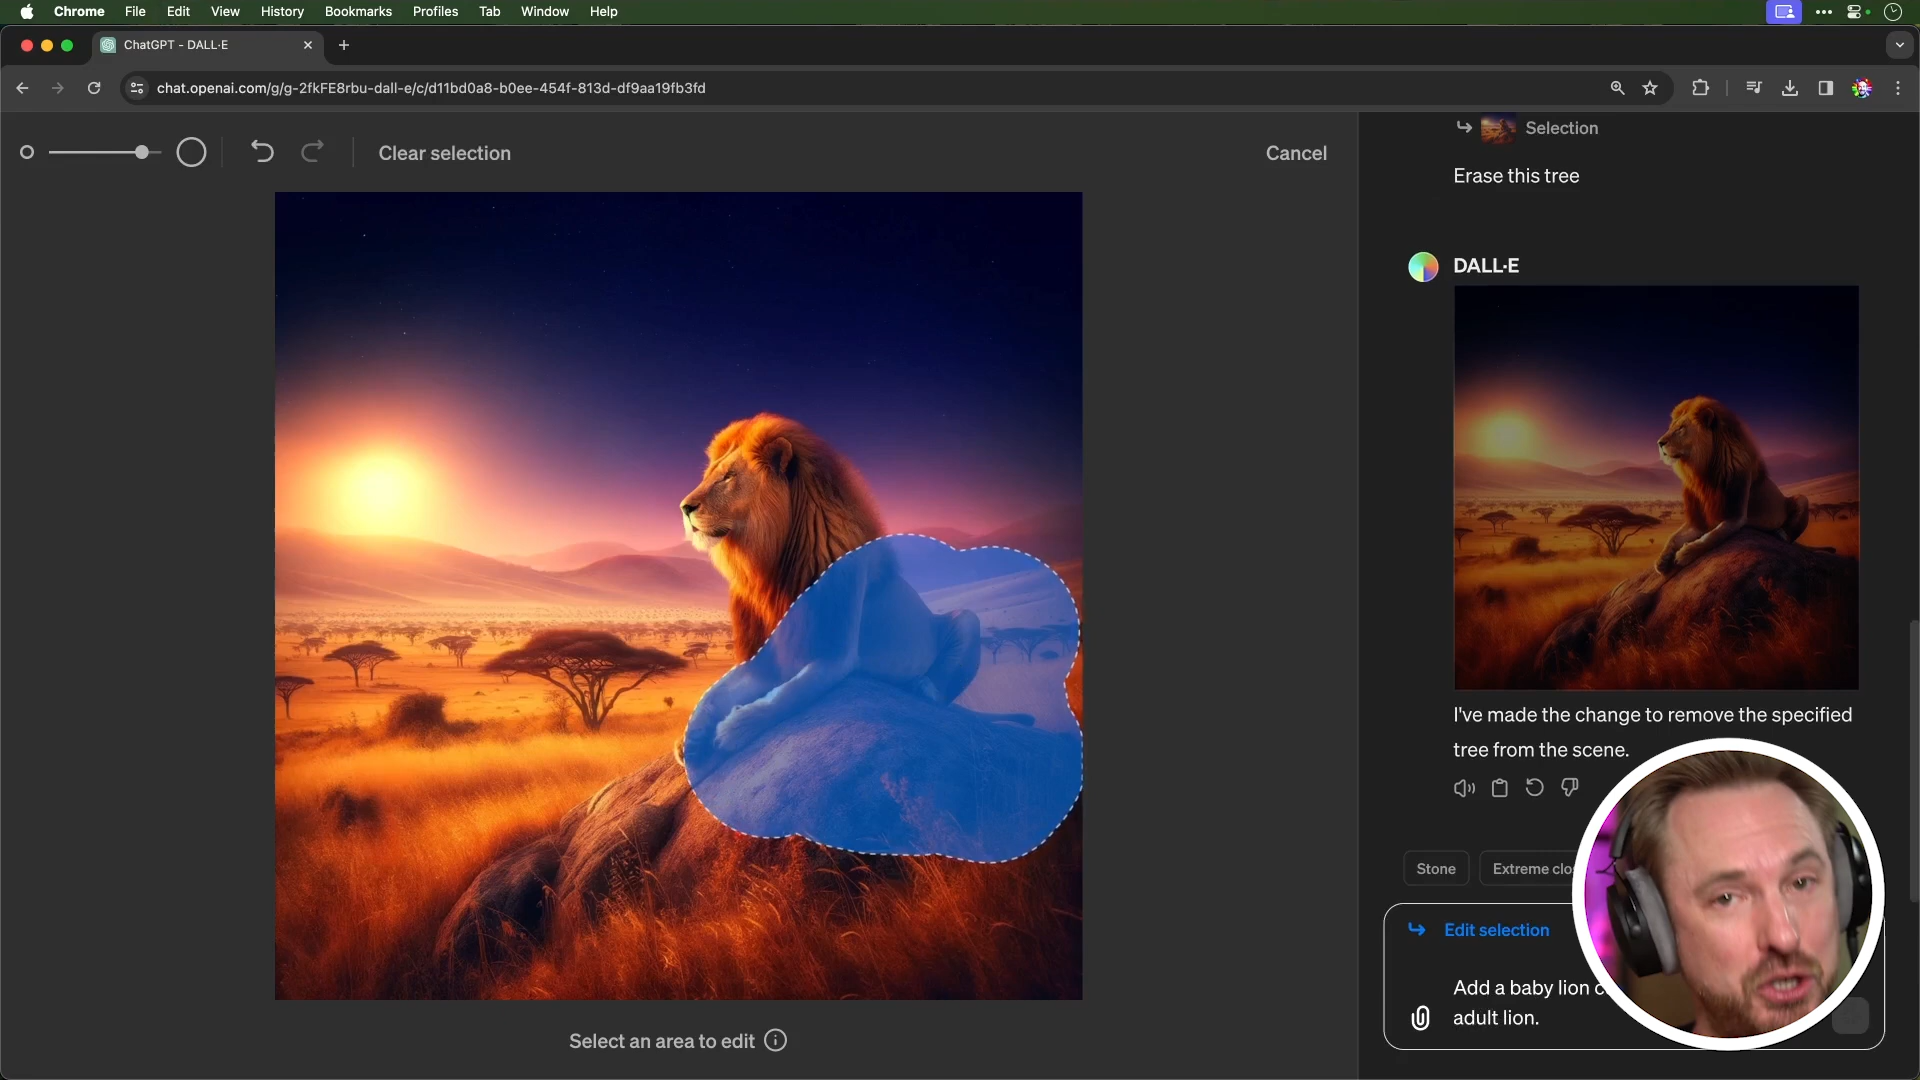 Chrome File Edit View History Bookmarks Profiles Tab Window Help
ChatGPT - DALL·E
chat.openai.com/g/g-2fkFE8rbu-dall-e/c/d11bd0a8-b0ee-454f-813d-df9aa19fb3fd
Clear selection
Cancel
Select an area to edit
Selection
Erase this tree
DALL·E
I've made the change to remove the specified
tree from the scene.
Stone Extreme clo
Edit selection
Add a baby lion c
adult lion.